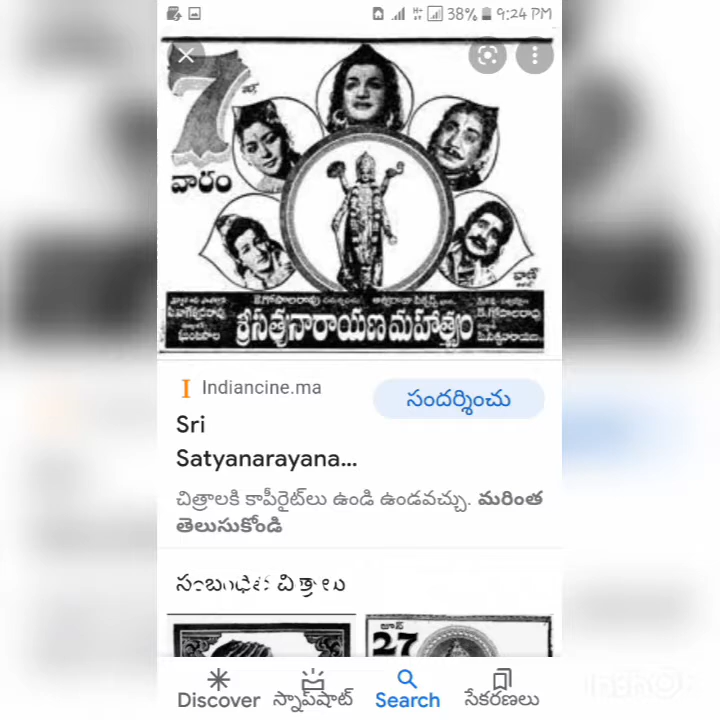 38% 9:24 PM
7
వారం
శ్రీసత్యనారాయణ మహాత్మ్యం
Indiancine.ma
సందర్శించు
Sri
Satyanarayana...
చిత్రాలకి కాపీరైట్‌లు ఉండి ఉండవచ్చు. మరింత
తెలుసుకోండి
సంబంధిత చిత్రాలు
జూన్
27
Discover స్నాప్‌షాట్ Search సేకరణలు